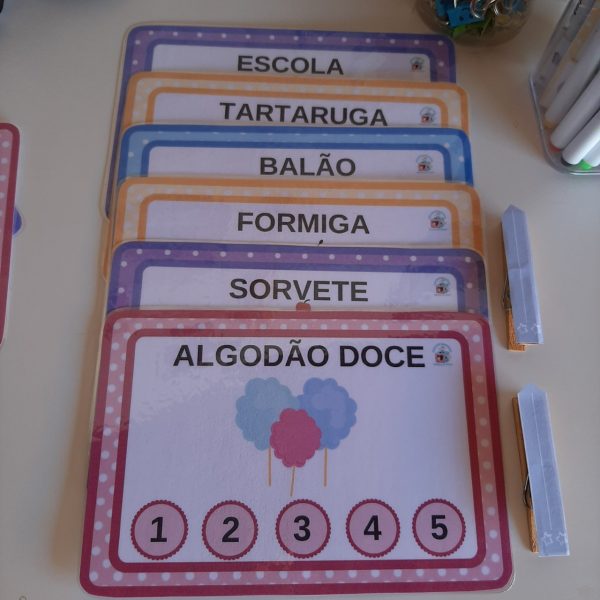 ESCOLA
TARTARUGA
BALÃO
FORMIGA
SORVETE
ALGODÃO DOCE
1 2 3 4 5